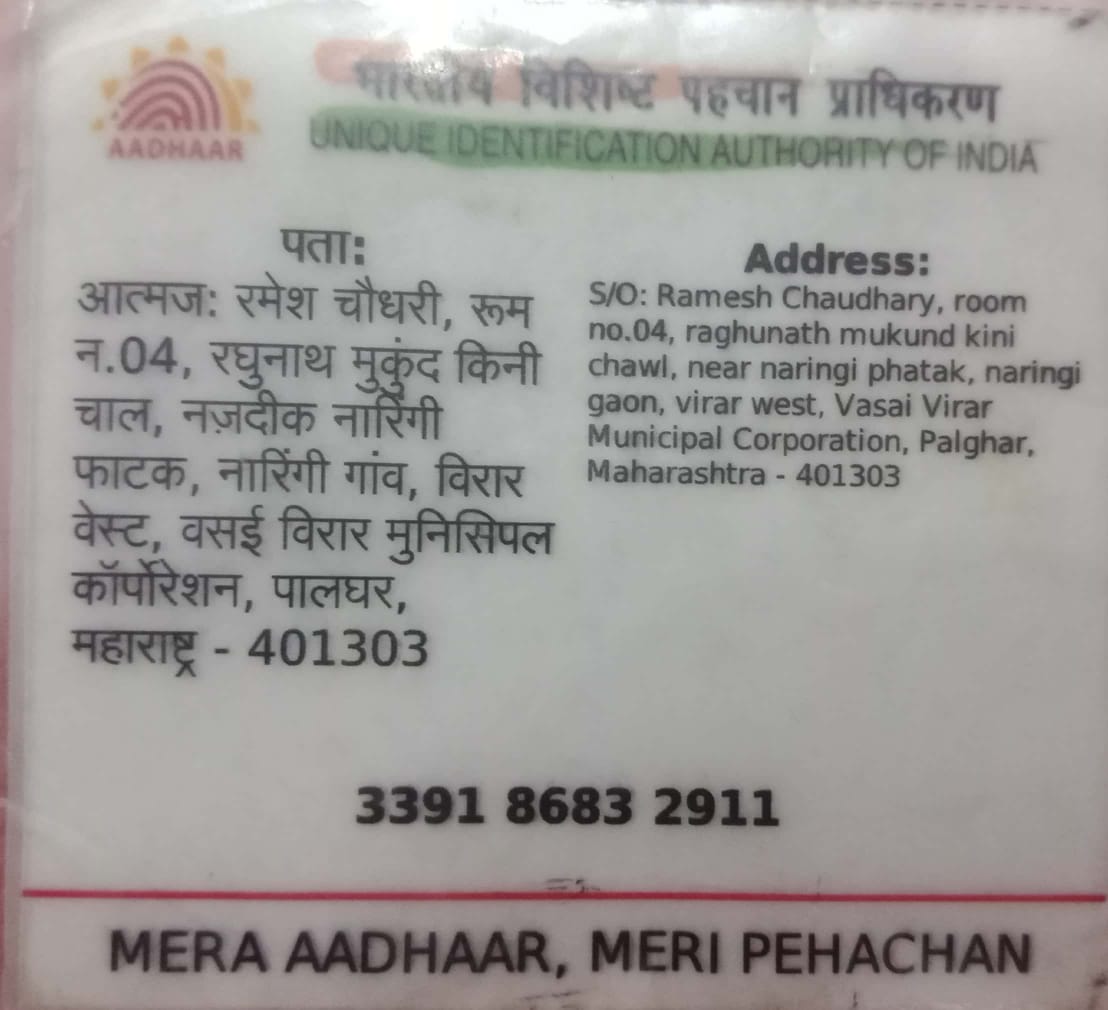 भारतीय विशिष्ट पहचान प्राधिकरण
UNIQUE IDENTIFICATION AUTHORITY OF INDIA
AADHAAR
पता:
आत्मज: रमेश चौधरी, रूम
न.04, रघुनाथ मुकुंद किनी
चाल, नज़दीक नारिंगी
फाटक, नारिंगी गांव, विरार
वेस्ट, वसई विरार मुनिसिपल
कॉर्पोरेशन, पालघर,
महाराष्ट्र - 401303
Address:
S/O: Ramesh Chaudhary, room
no.04, raghunath mukund kini
chawl, near naringi phatak, naringi
gaon, virar west, Vasai Virar
Municipal Corporation, Palghar,
Maharashtra - 401303
3391 8683 2911
MERA AADHAAR, MERI PEHACHAN